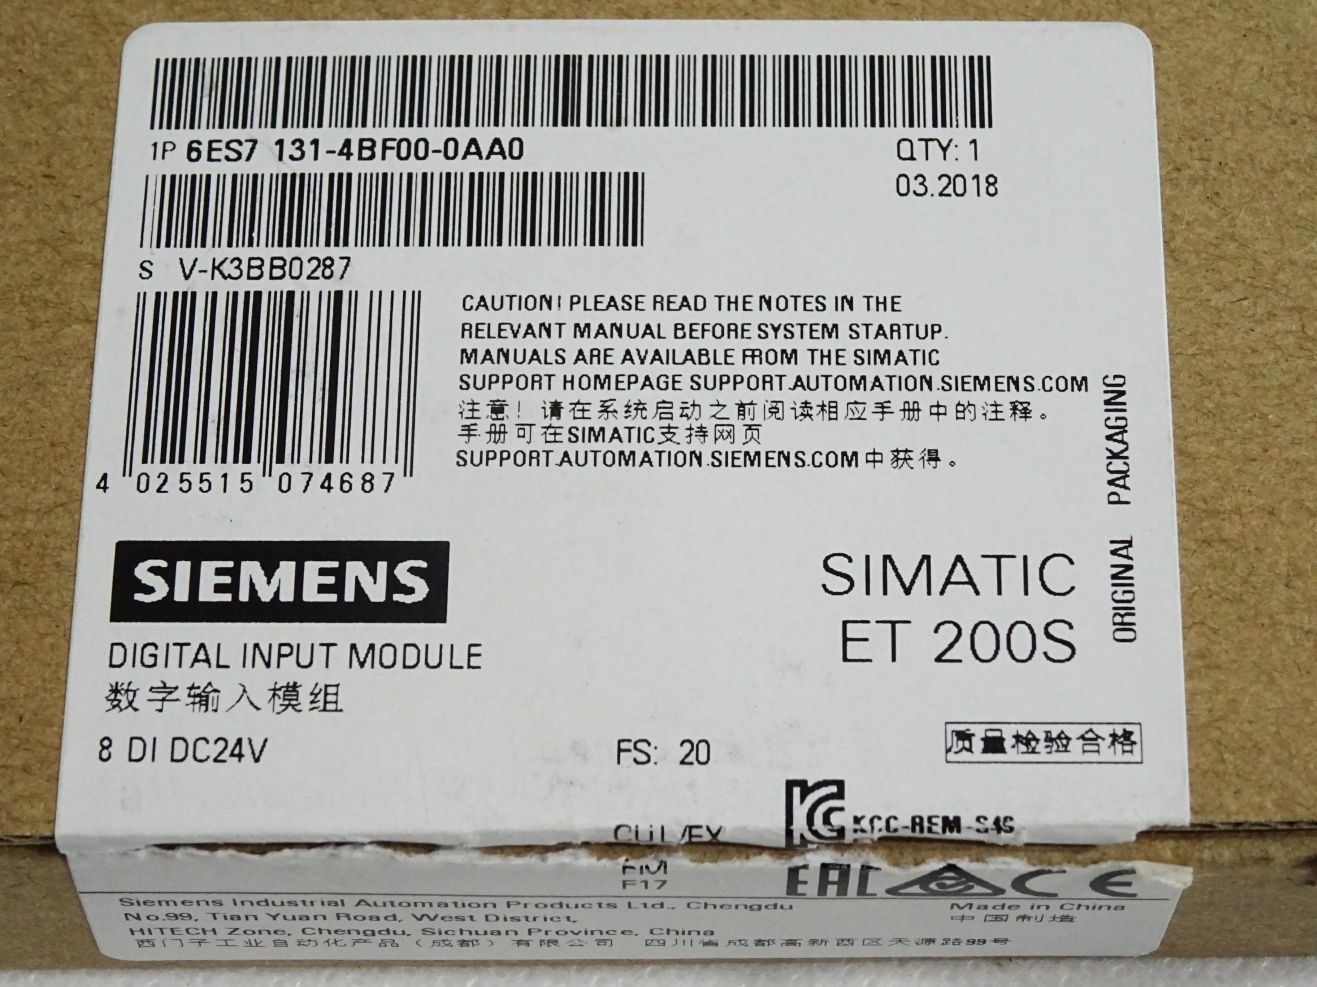 1P 6ES7 131-4BF00-0AA0
QTY: 1
03.2018
S V-K3BB0287
4 025515 074687
CAUTION! PLEASE READ THE NOTES IN THE
RELEVANT MANUAL BEFORE SYSTEM STARTUP.
MANUALS ARE AVAILABLE FROM THE SIMATIC
SUPPORT HOMEPAGE SUPPORT.AUTOMATION.SIEMENS.COM
注意！请在系统启动之前阅读相应手册中的注释。
手册可在SIMATIC支持网页
SUPPORT.AUTOMATION.SIEMENS.COM中获得。
ORIGINAL PACKAGING
SIEMENS
SIMATIC
ET 200S
DIGITAL INPUT MODULE
数字输入模组
8 DI DC24V
FS: 20
质量检验合格
KCC-REM-S49
FM
F17
EAC CE
Siemens Industrial Automation Products Ltd., Chengdu
No.99, Tian Yuan Road, West District,
HITECH Zone, Chengdu, Sichuan Province, China
西门子工业自动化产品（成都）有限公司 四川省成都高新西区天源路99号
Made in China
中国制造